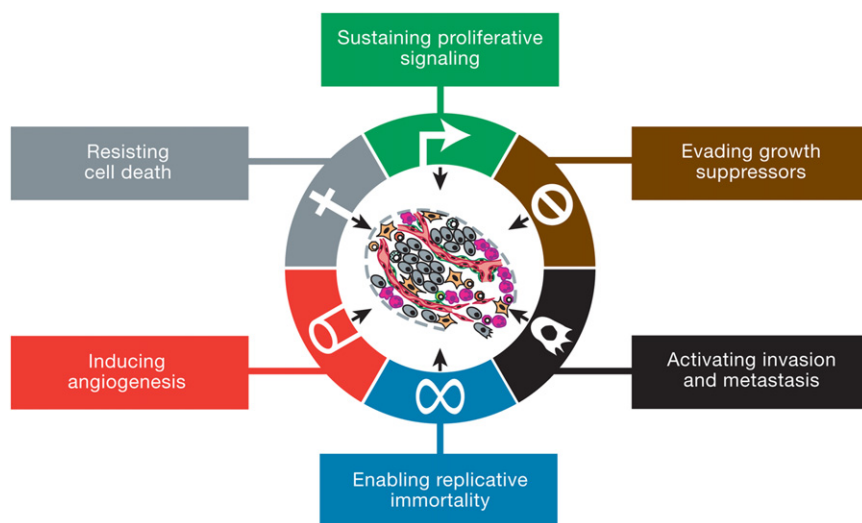 Sustaining proliferative
signaling
Resisting
cell death
Evading growth
suppressors
Inducing
angiogenesis
Activating invasion
and metastasis
Enabling replicative
immortality